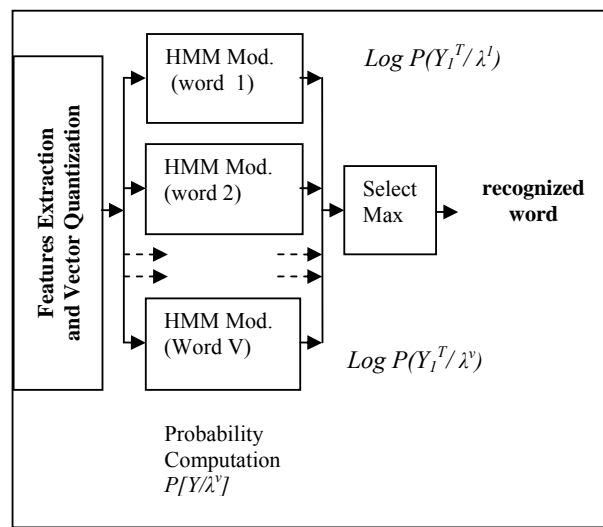 Features Extraction
and Vector Quantization
HMM Mod.
(word 1)
Log P(Y₁ᵀ/ λ¹)
HMM Mod.
(word 2)
Select
Max
recognized
word
HMM Mod.
(Word V)
Log P(Y₁ᵀ/ λᵛ)
Probability
Computation
P[Y/λᵛ]